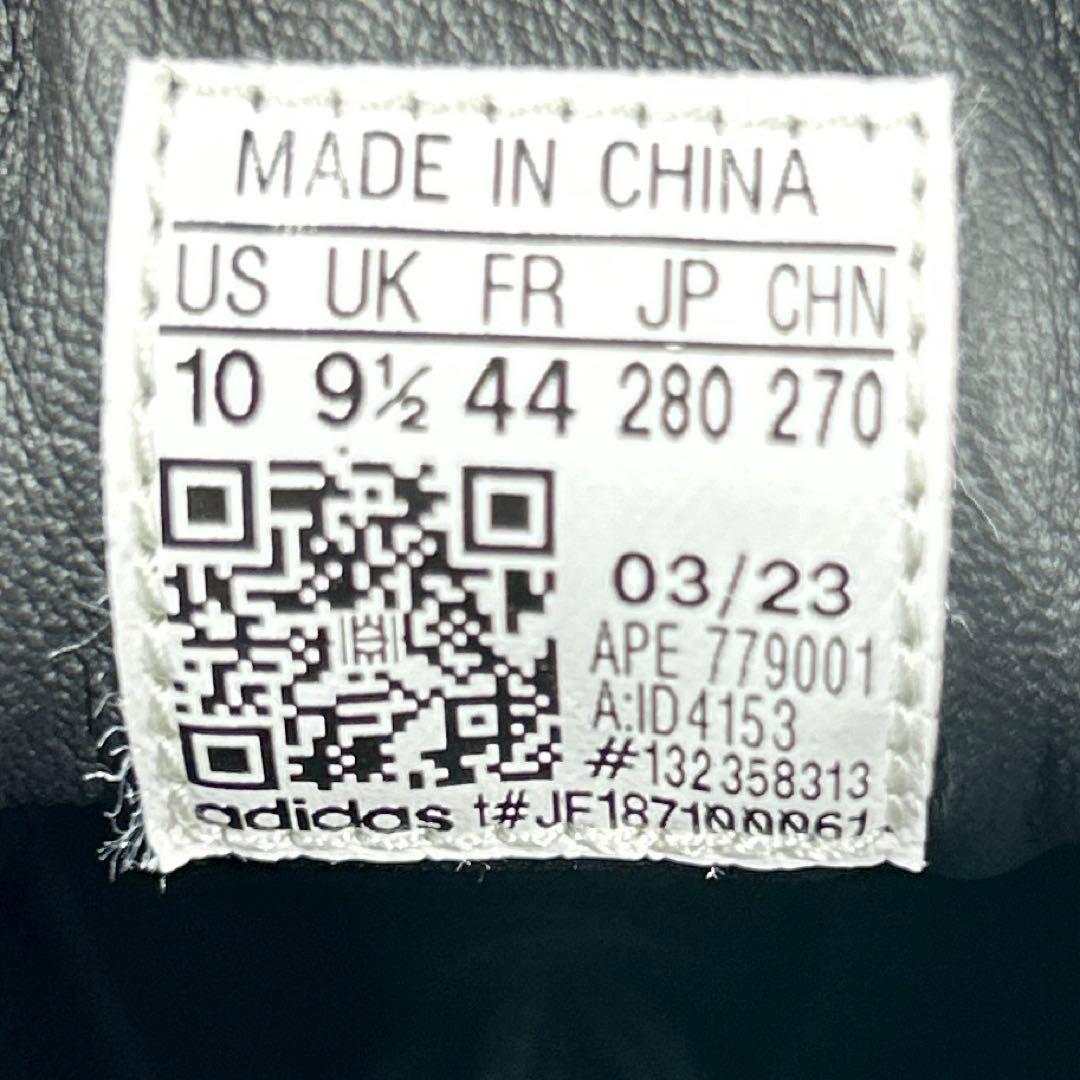 MADE IN CHINA
US UK FR JP CHN
10 9½ 44 280 270
03/23
APE 779001
A:ID4153
#132358313
adidas